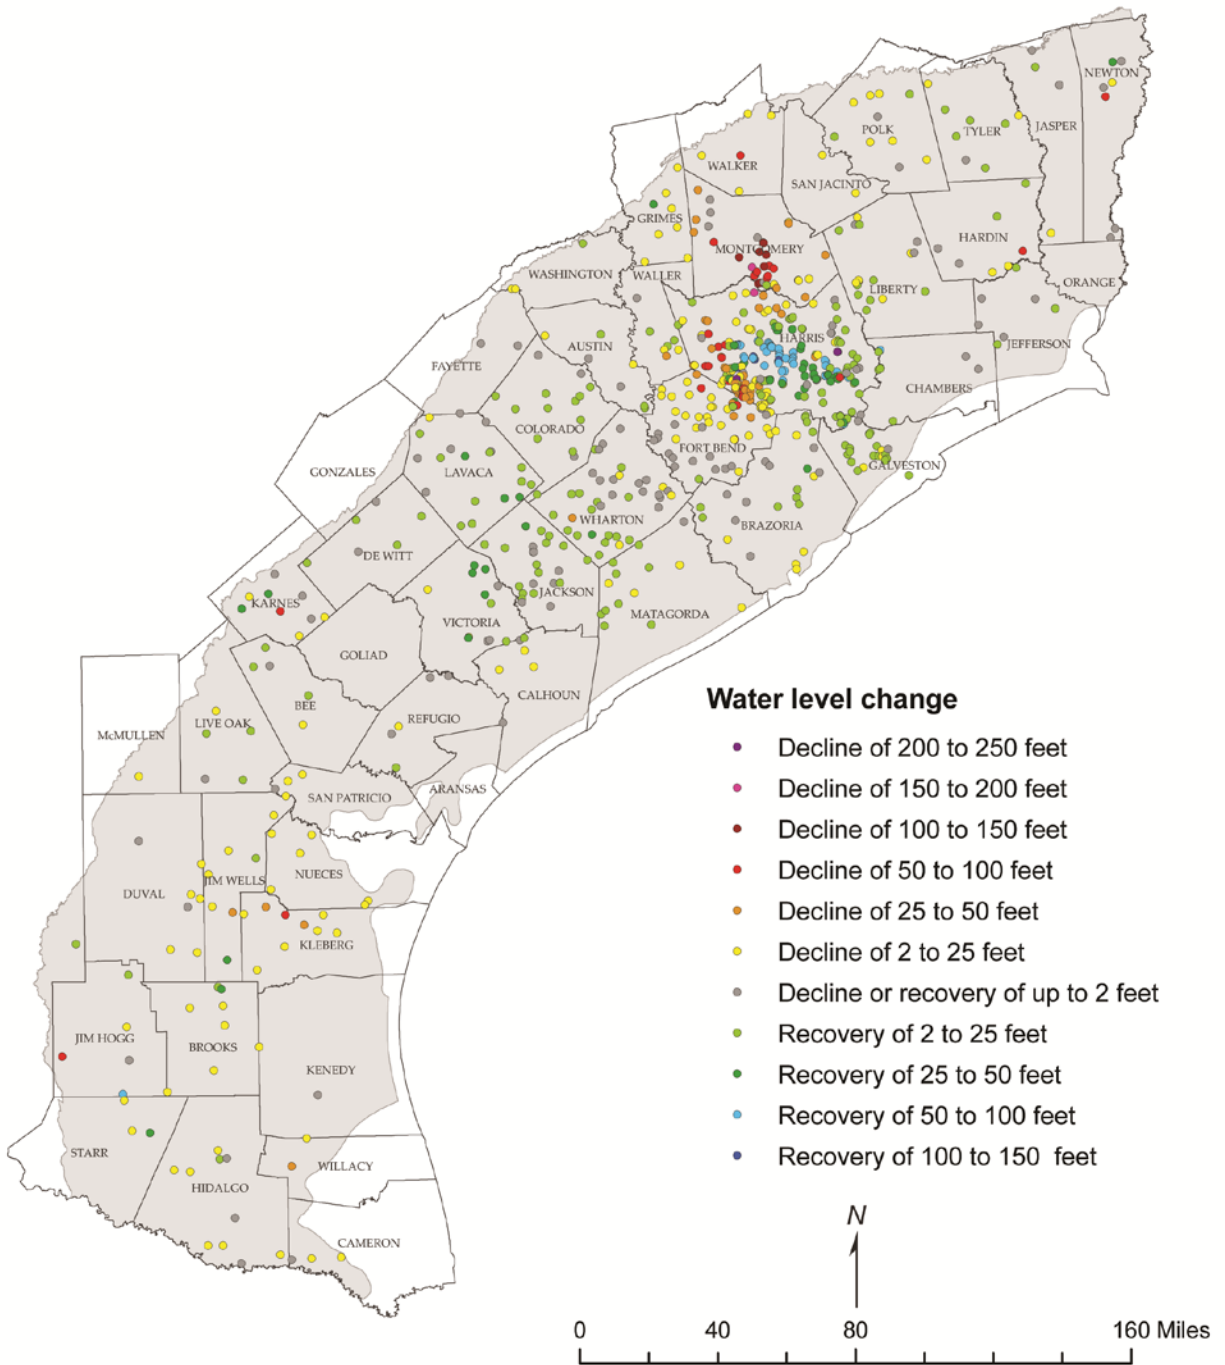 NEWTON
POLK
TYLER
JASPER
WALKER
SAN JACINTO
GRIMES
HARDIN
MONTGOMERY
WASHINGTON
WALLER
ORANGE
LIBERTY
HARRIS
AUSTIN
JEFFERSON
FAYETTE
CHAMBERS
COLORADO
FORT BEND
GALVESTON
GONZALES
LAVACA
WHARTON
BRAZORIA
DE WITT
JACKSON
KARNES
MATAGORDA
VICTORIA
GOLIAD
CALHOUN
BEE
REFUGIO
LIVE OAK
McMULLEN
ARANSAS
SAN PATRICIO
NUECES
JIM WELLS
DUVAL
KLEBERG
JIM HOGG
BROOKS
KENEDY
STARR
WILLACY
HIDALGO
CAMERON
Water level change
Decline of 200 to 250 feet
Decline of 150 to 200 feet
Decline of 100 to 150 feet
Decline of 50 to 100 feet
Decline of 25 to 50 feet
Decline of 2 to 25 feet
Decline or recovery of up to 2 feet
Recovery of 2 to 25 feet
Recovery of 25 to 50 feet
Recovery of 50 to 100 feet
Recovery of 100 to 150 feet
N
0 40 80 160 Miles